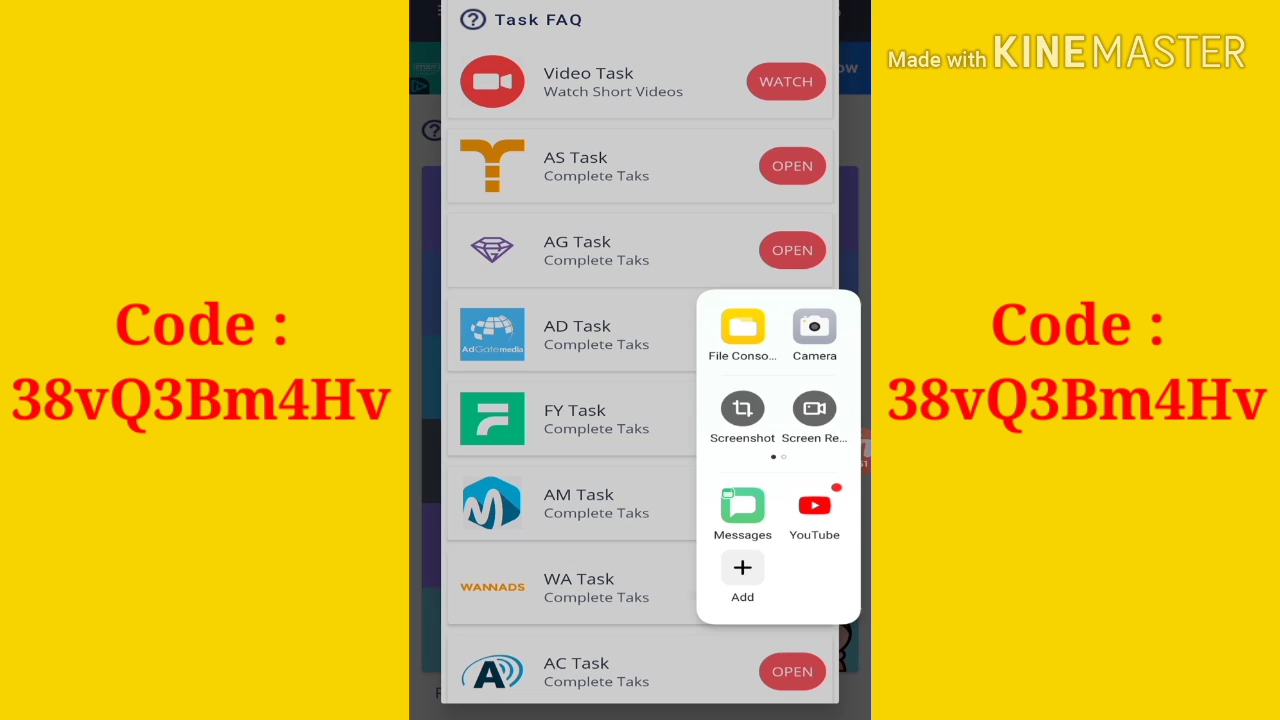 Task FAQ
Made with KINEMASTER
Video Task
Watch Short Videos
WATCH
AS Task
Complete Taks
OPEN
AG Task
Complete Taks
OPEN
AD Task
Complete Taks
AdGatemedia
FY Task
Complete Taks
AM Task
Complete Taks
WANNADS
WA Task
Complete Taks
AC Task
Complete Taks
OPEN
File Conso...
Camera
Screenshot
Screen Re...
Messages
YouTube
Add
Code :
38vQ3Bm4Hv
Code :
38vQ3Bm4Hv